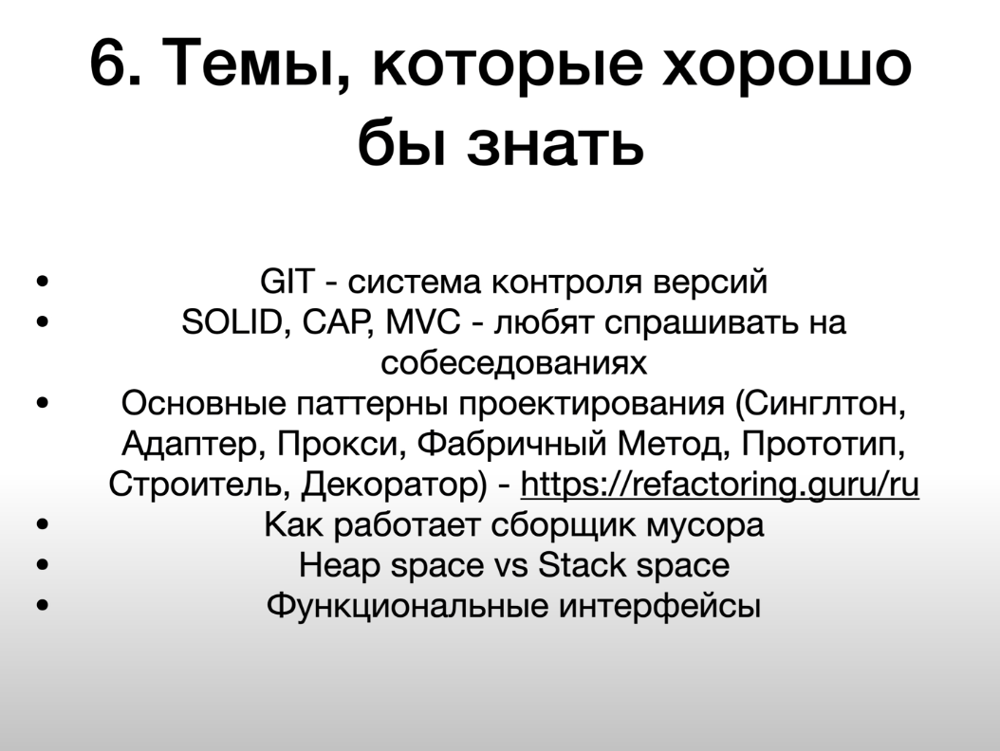 6. Темы, которые хорошо
бы знать
• GIT - система контроля версий
• SOLID, CAP, MVC - любят спрашивать на
собеседованиях
• Основные паттерны проектирования (Синглтон,
Адаптер, Прокси, Фабричный Метод, Прототип,
Строитель, Декоратор) - https://refactoring.guru/ru
• Как работает сборщик мусора
• Heap space vs Stack space
• Функциональные интерфейсы